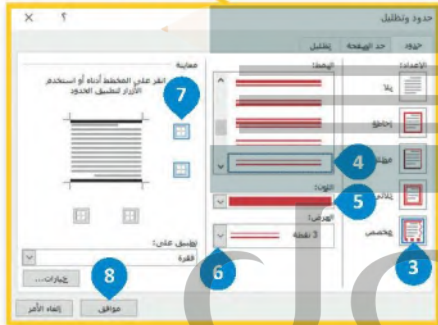 حدود وتظليل
؟ ×
حدود حد الصفحة تظليل
الأعداد:
بلا
إحاطة
ظل
ثلاثي
مخصص
3
النمط:
4
اللون:
5
العرض:
3 نقطة
6
معاينة
انقر على المخطط أدناه أو استخدم
الأزرار لتطبيق الحدود
7
تطبيق على:
فقرة
خيارات...
8
موافق
إلغاء الأمر